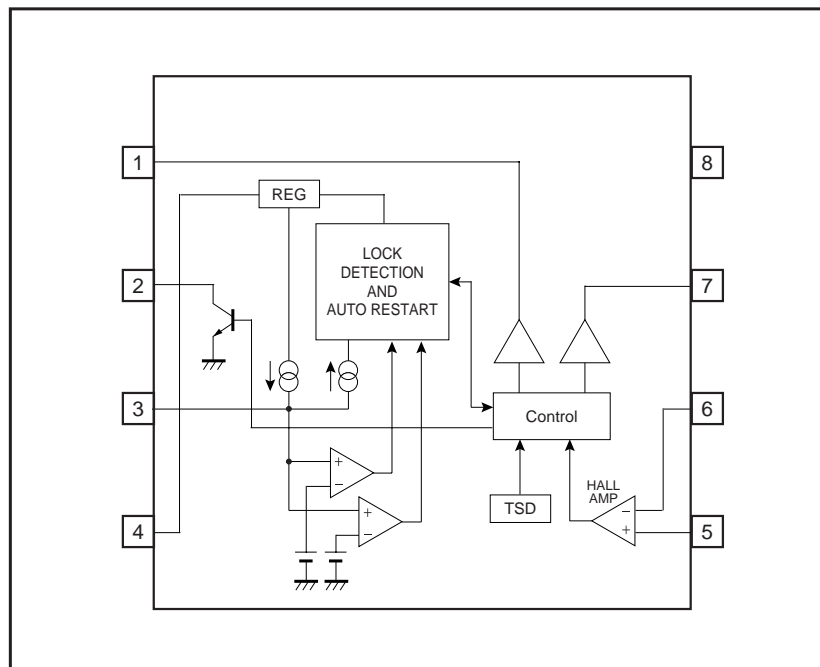 1
8
REG
LOCK
DETECTION
AND
AUTO RESTART
2
7
3
6
Control
+
−
HALL
AMP
+
−
−
+
TSD
4
5